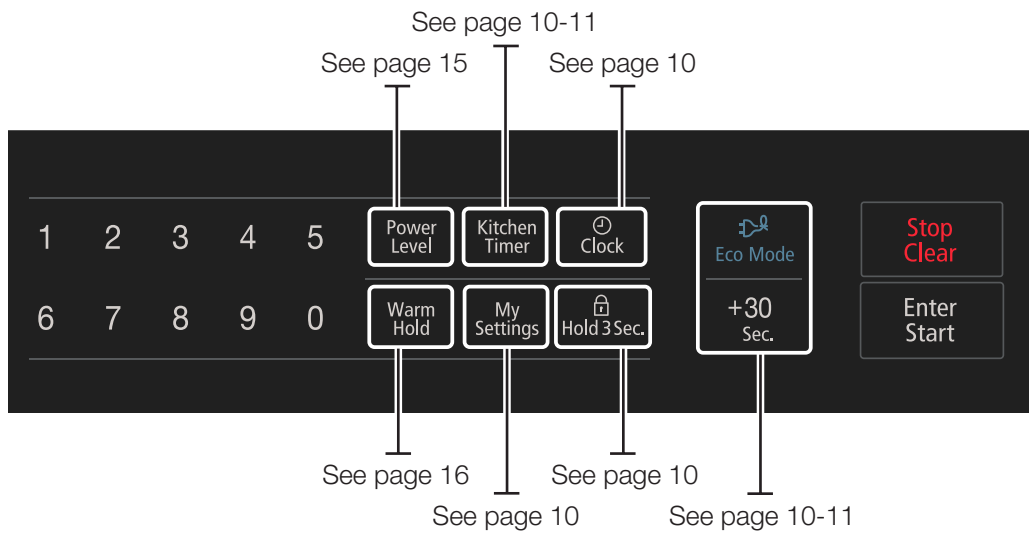 See page 10-11
See page 15
See page 10
1 2 3 4 5
Power
Level
Kitchen
Timer
Clock
Eco Mode
Stop
Clear
6 7 8 9 0
Warm
Hold
My
Settings
Hold 3 Sec.
+30
Sec.
Enter
Start
See page 16
See page 10
See page 10
See page 10-11